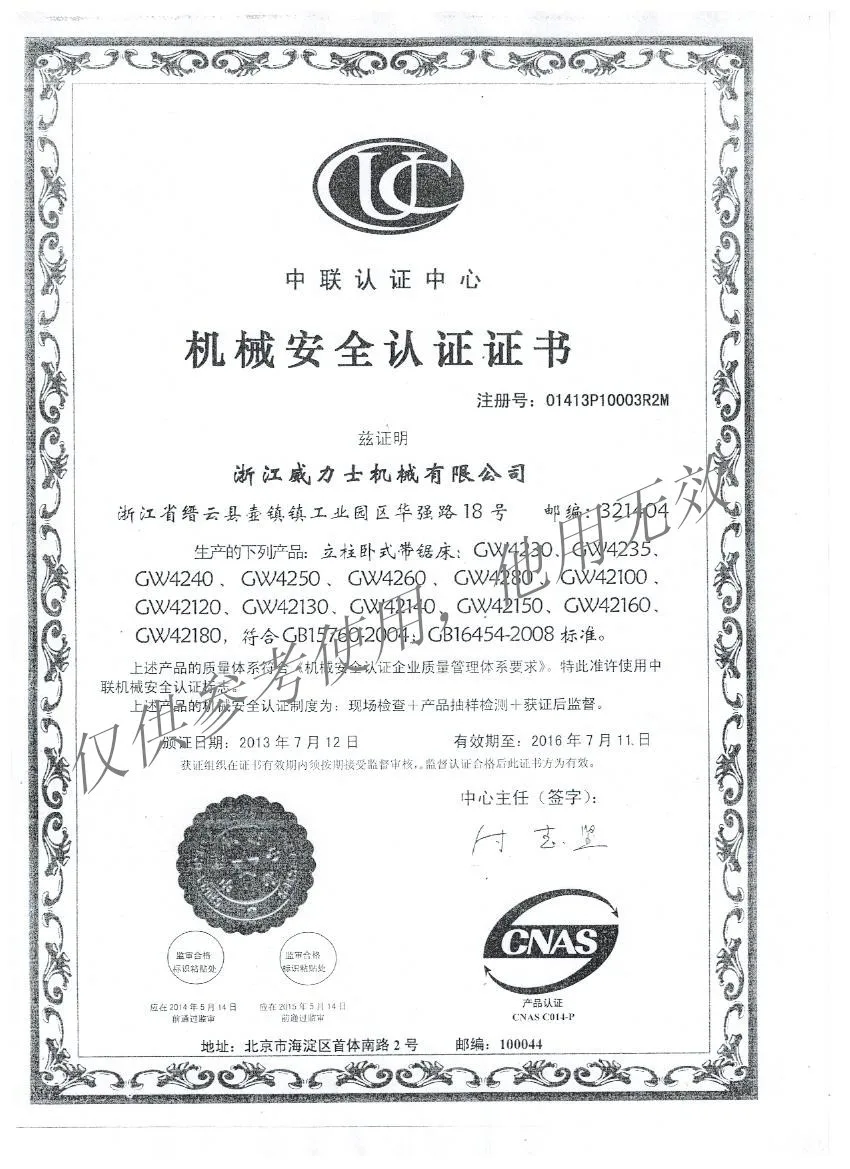 UC
中联认证中心
机械安全认证证书
注册号：01413P10003R2M
兹证明
浙江威力士机械有限公司
浙江省缙云县壶镇镇工业园区华强路18号 邮编：321404
生产的下列产品：立柱卧式带锯床：GW4230、GW4235、
GW4240、GW4250、GW4260、GW4280、GW42100、
GW42120、GW42130、GW42140、GW42150、GW42160、
GW42180，符合GB15760-2004；GB16454-2008标准。
上述产品的质量体系符合《机械安全认证企业质量管理体系要求》。特此准许使用中
联机械安全认证标志。
上述产品的机械安全认证制度为：现场检查＋产品抽样检测＋获证后监督。
颁证日期：2013年7月12日 有效期至：2016年7月11日
获证组织在证书有效期内须按期接受监督审核，监督认证合格后此证书方为有效。
中心主任（签字）：
仅供参考使用，他用无效
监审合格
标识粘贴处
监审合格
标识粘贴处
应在2014年5月14日
前通过监审
应在2015年5月14日
前通过监审
CNAS
产品认证
CNAS C014-P
地址：北京市海淀区首体南路2号 邮编：100044